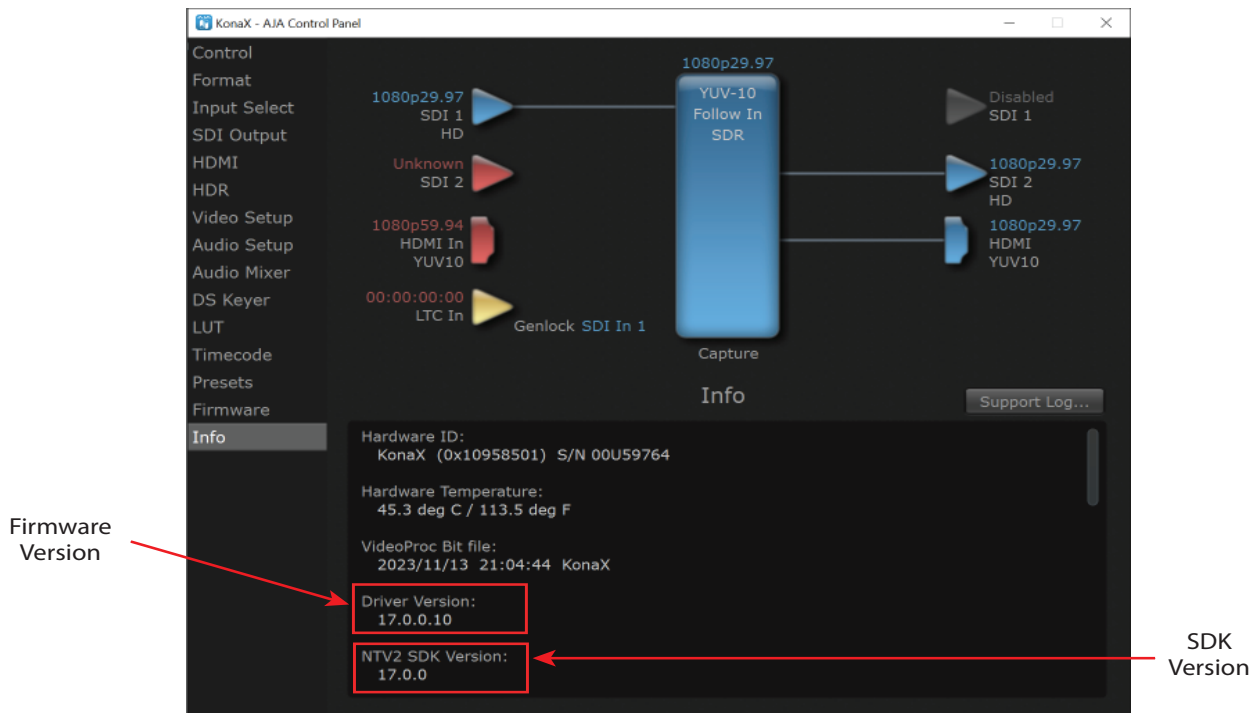 KonaX - AJA Control Panel
Control
Format
Input Select
SDI Output
HDMI
HDR
Video Setup
Audio Setup
Audio Mixer
DS Keyer
LUT
Timecode
Presets
Firmware
Info
1080p29.97
SDI 1
HD
Unknown
SDI 2
1080p59.94
HDMI In
YUV10
00:00:00:00
LTC In
Genlock SDI In 1
1080p29.97
YUV-10
Follow In
SDR
Capture
Disabled
SDI 1
1080p29.97
SDI 2
HD
1080p29.97
HDMI
YUV10
Info
Support Log...
Hardware ID:
KonaX (0x10958501) S/N 00U59764
Hardware Temperature:
45.3 deg C / 113.5 deg F
VideoProc Bit file:
2023/11/13 21:04:44 KonaX
Driver Version:
17.0.0.10
NTV2 SDK Version:
17.0.0
Firmware
Version
SDK
Version